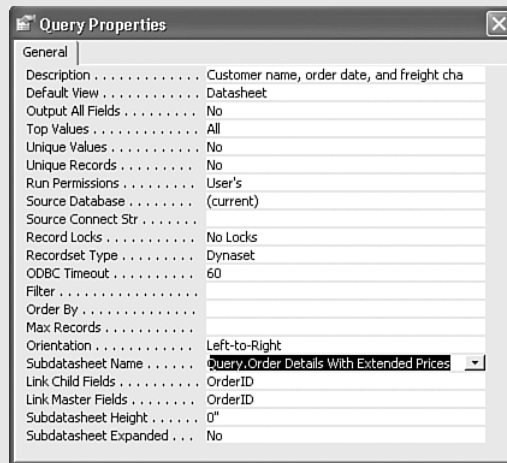 Query Properties
General
Description . . . . . . . . . . . . . Customer name, order date, and freight cha
Default View . . . . . . . . . . . . Datasheet
Output All Fields . . . . . . . . . No
Top Values . . . . . . . . . . . . . All
Unique Values . . . . . . . . . . . No
Unique Records . . . . . . . . . No
Run Permissions . . . . . . . . . User's
Source Database . . . . . . . . (current)
Source Connect Str . . . . . . .
Record Locks . . . . . . . . . . . No Locks
Recordset Type . . . . . . . . . Dynaset
ODBC Timeout . . . . . . . . . . 60
Filter . . . . . . . . . . . . . . . . .
Order By . . . . . . . . . . . . . .
Max Records . . . . . . . . . . .
Orientation . . . . . . . . . . . . Left-to-Right
Subdatasheet Name . . . . . . Query.Order Details With Extended Prices
Link Child Fields . . . . . . . . . . OrderID
Link Master Fields . . . . . . . . OrderID
Subdatasheet Height . . . . . . 0"
Subdatasheet Expanded . . . No